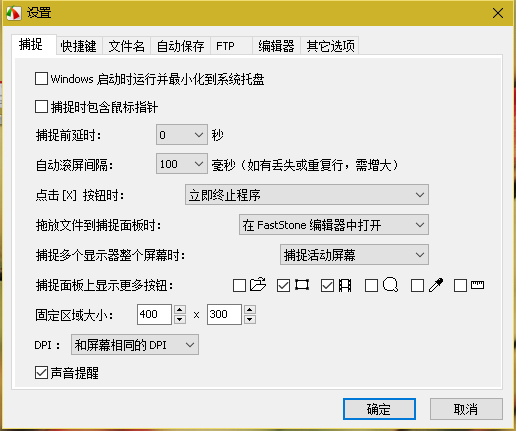 设置
捕捉 快捷键 文件名 自动保存 FTP 编辑器 其它选项
Windows 启动时运行并最小化到系统托盘
捕捉时包含鼠标指针
捕捉前延时： 0 秒
自动滚屏间隔： 100 毫秒（如有丢失或重复行，需增大）
点击 [X] 按钮时： 立即终止程序
拖放文件到捕捉面板时： 在 FastStone 编辑器中打开
捕捉多个显示器整个屏幕时： 捕捉活动屏幕
捕捉面板上显示更多按钮：
固定区域大小： 400 x 300
DPI： 和屏幕相同的 DPI
声音提醒
确定 取消